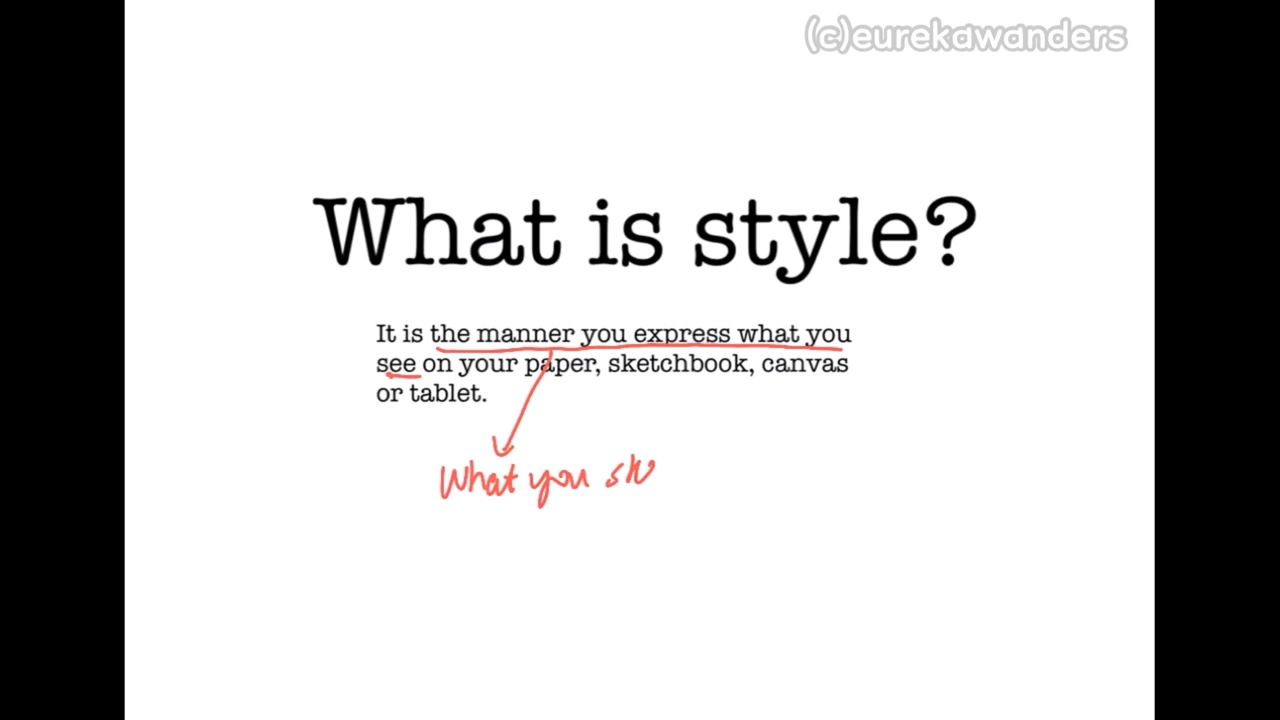 (c)eurekawanders
What is style?
It is the manner you express what you
see on your paper, sketchbook, canvas
or tablet.
What you